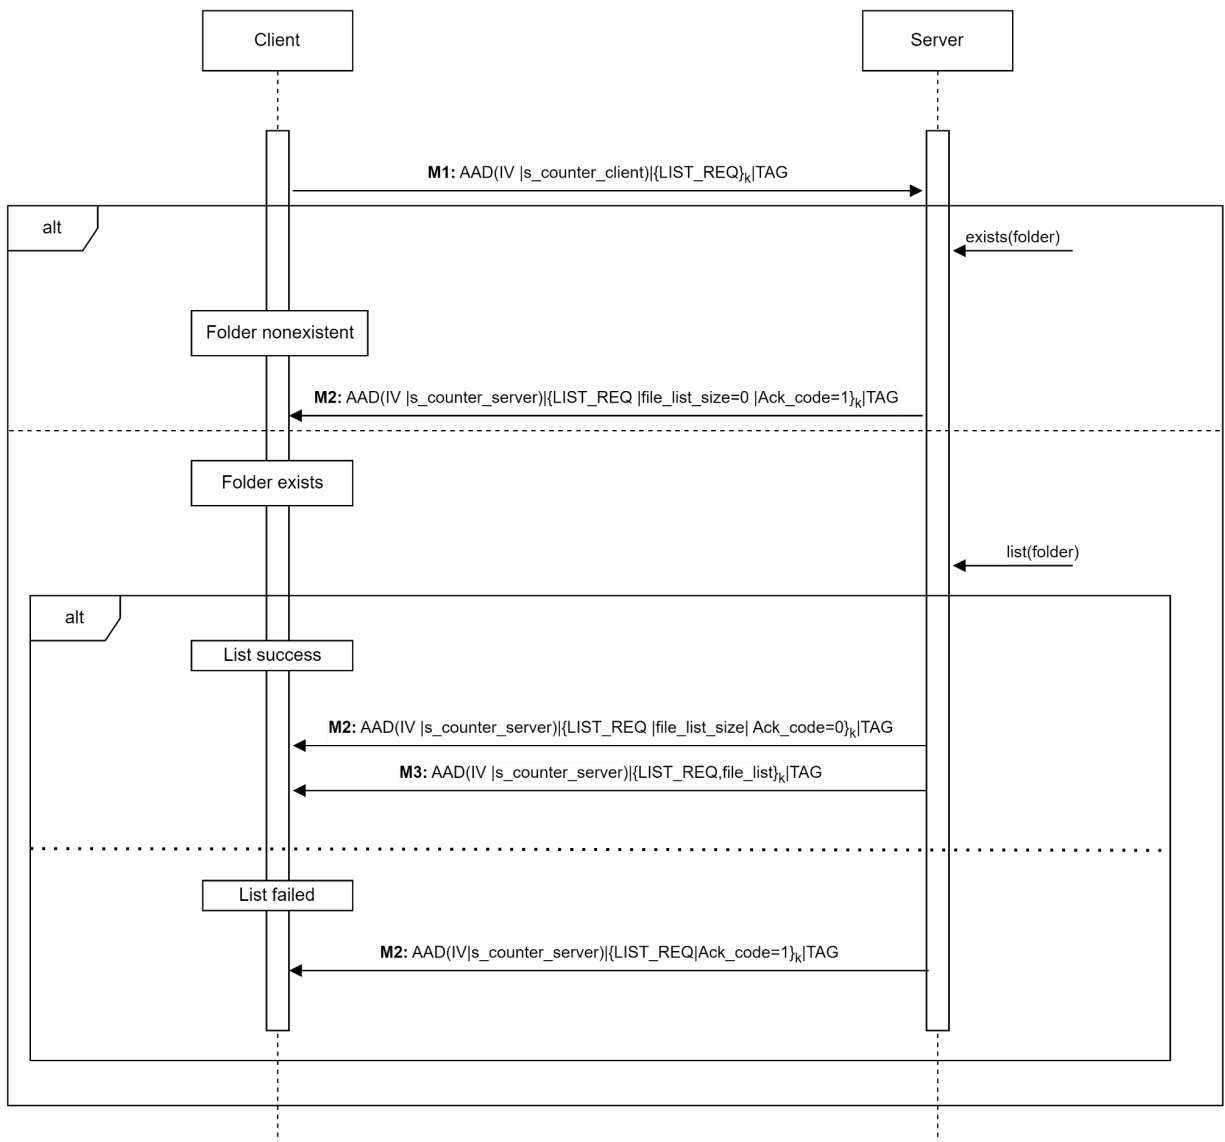 Client
Server
M1: AAD(IV |s_counter_client)|{LIST_REQ}k|TAG
alt
exists(folder)
Folder nonexistent
M2: AAD(IV |s_counter_server)|{LIST_REQ |file_list_size=0 |Ack_code=1}k|TAG
Folder exists
list(folder)
alt
List success
M2: AAD(IV |s_counter_server)|{LIST_REQ |file_list_size| Ack_code=0}k|TAG
M3: AAD(IV |s_counter_server)|{LIST_REQ,file_list}k|TAG
List failed
M2: AAD(IV|s_counter_server)|{LIST_REQ|Ack_code=1}k|TAG